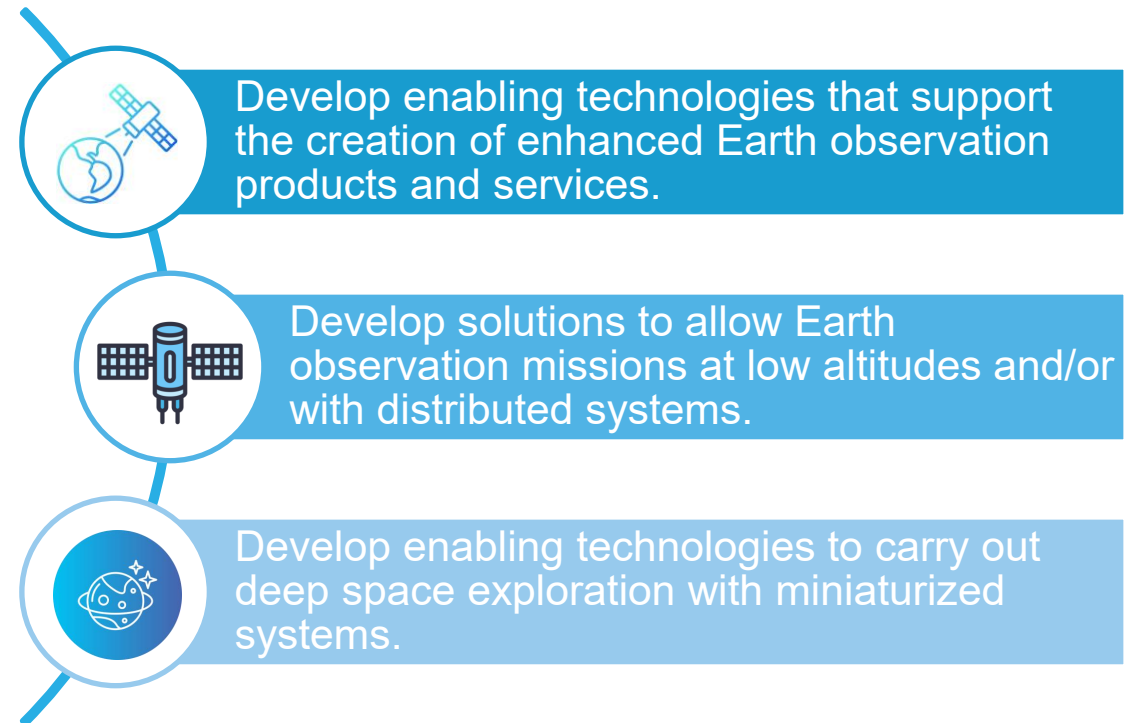 Develop enabling technologies that support
the creation of enhanced Earth observation
products and services.
Develop solutions to allow Earth
observation missions at low altitudes and/or
with distributed systems.
Develop enabling technologies to carry out
deep space exploration with miniaturized
systems.